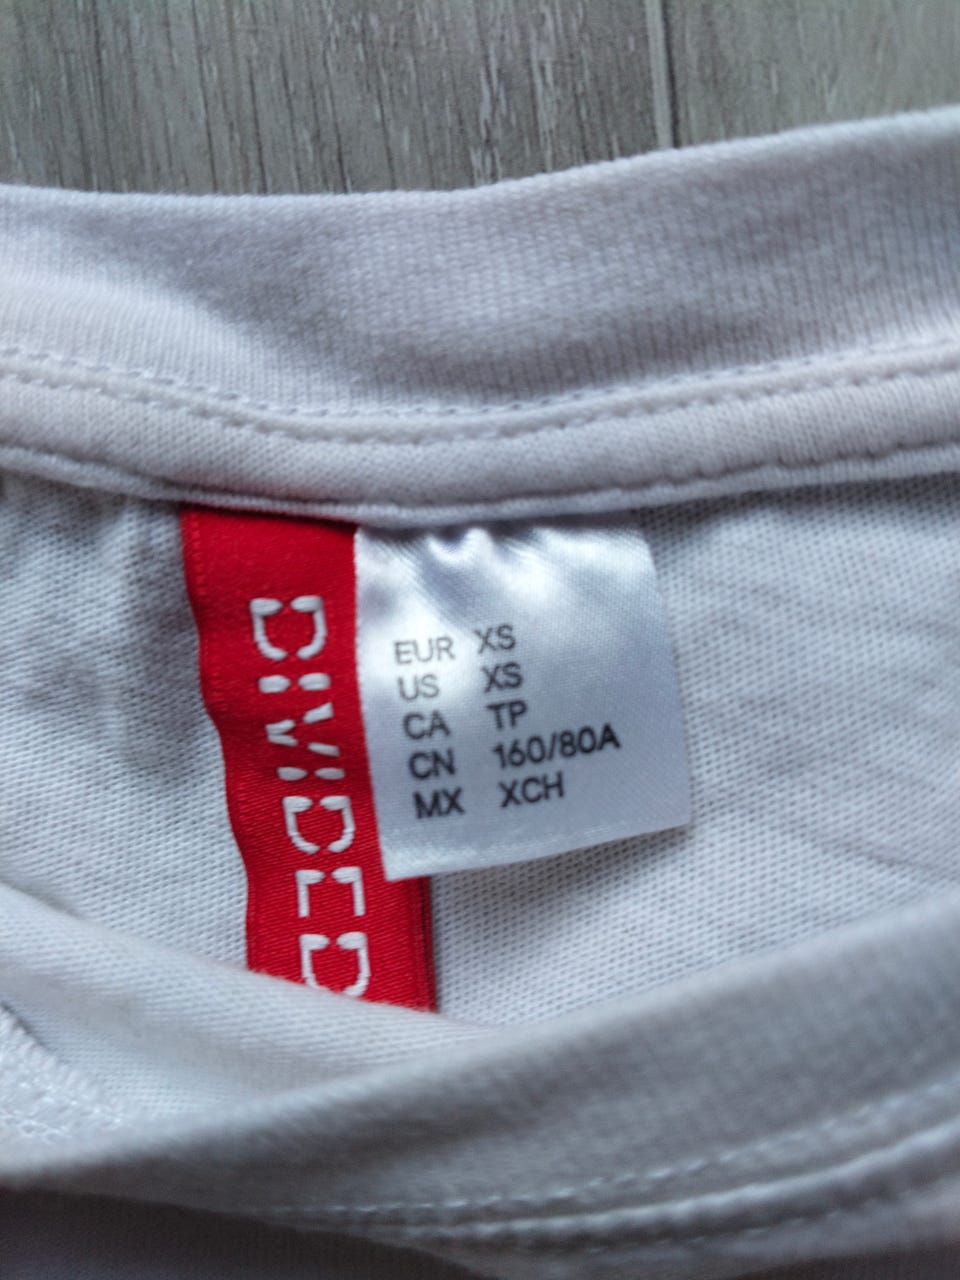 DIVIDED
EUR XS
US XS
CA TP
CN 160/80A
MX XCH